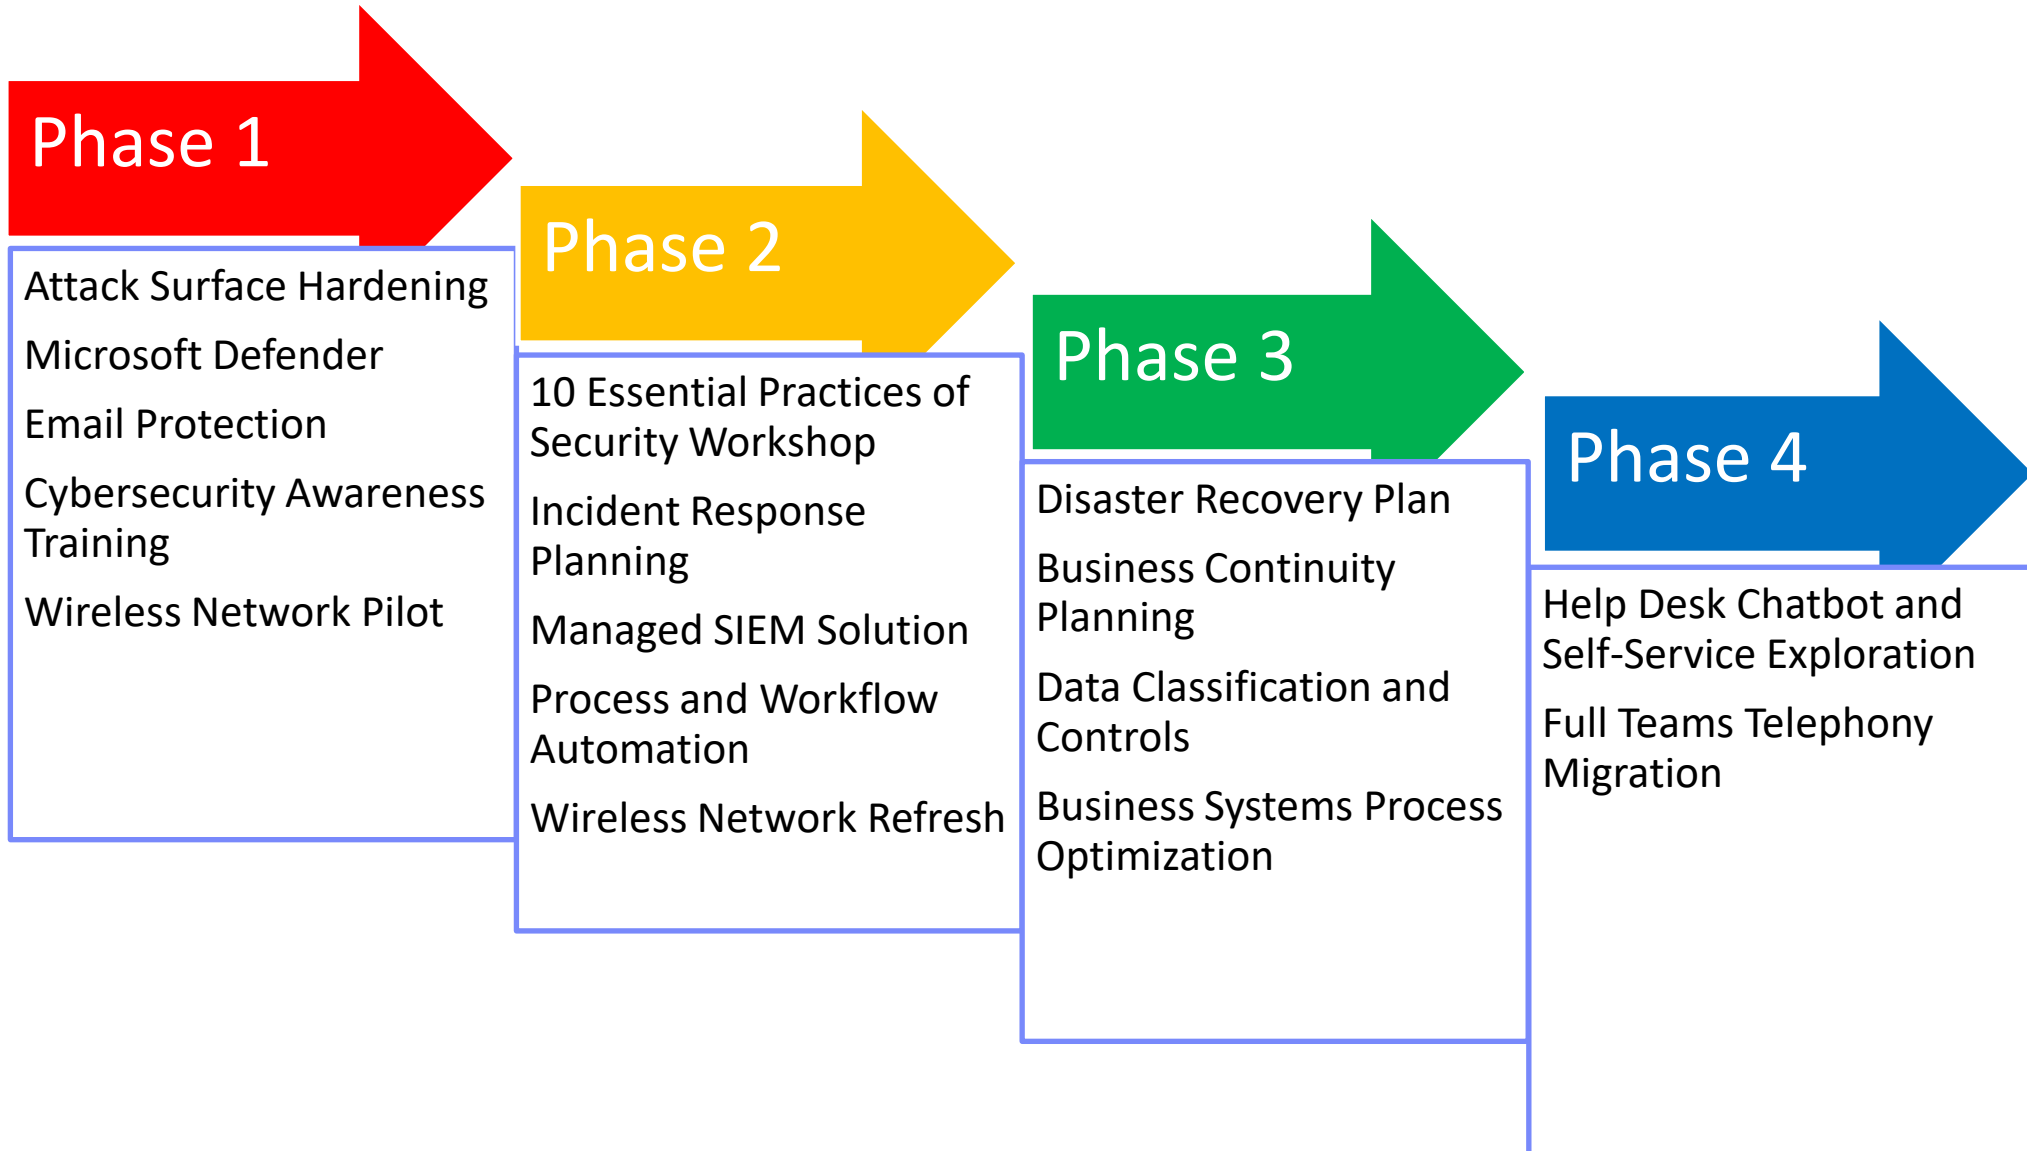 Phase 1
Attack Surface Hardening
Microsoft Defender
Email Protection
Cybersecurity Awareness
Training
Wireless Network Pilot
Phase 2
10 Essential Practices of
Security Workshop
Incident Response
Planning
Managed SIEM Solution
Process and Workflow
Automation
Wireless Network Refresh
Phase 3
Disaster Recovery Plan
Business Continuity
Planning
Data Classification and
Controls
Business Systems Process
Optimization
Phase 4
Help Desk Chatbot and
Self-Service Exploration
Full Teams Telephony
Migration